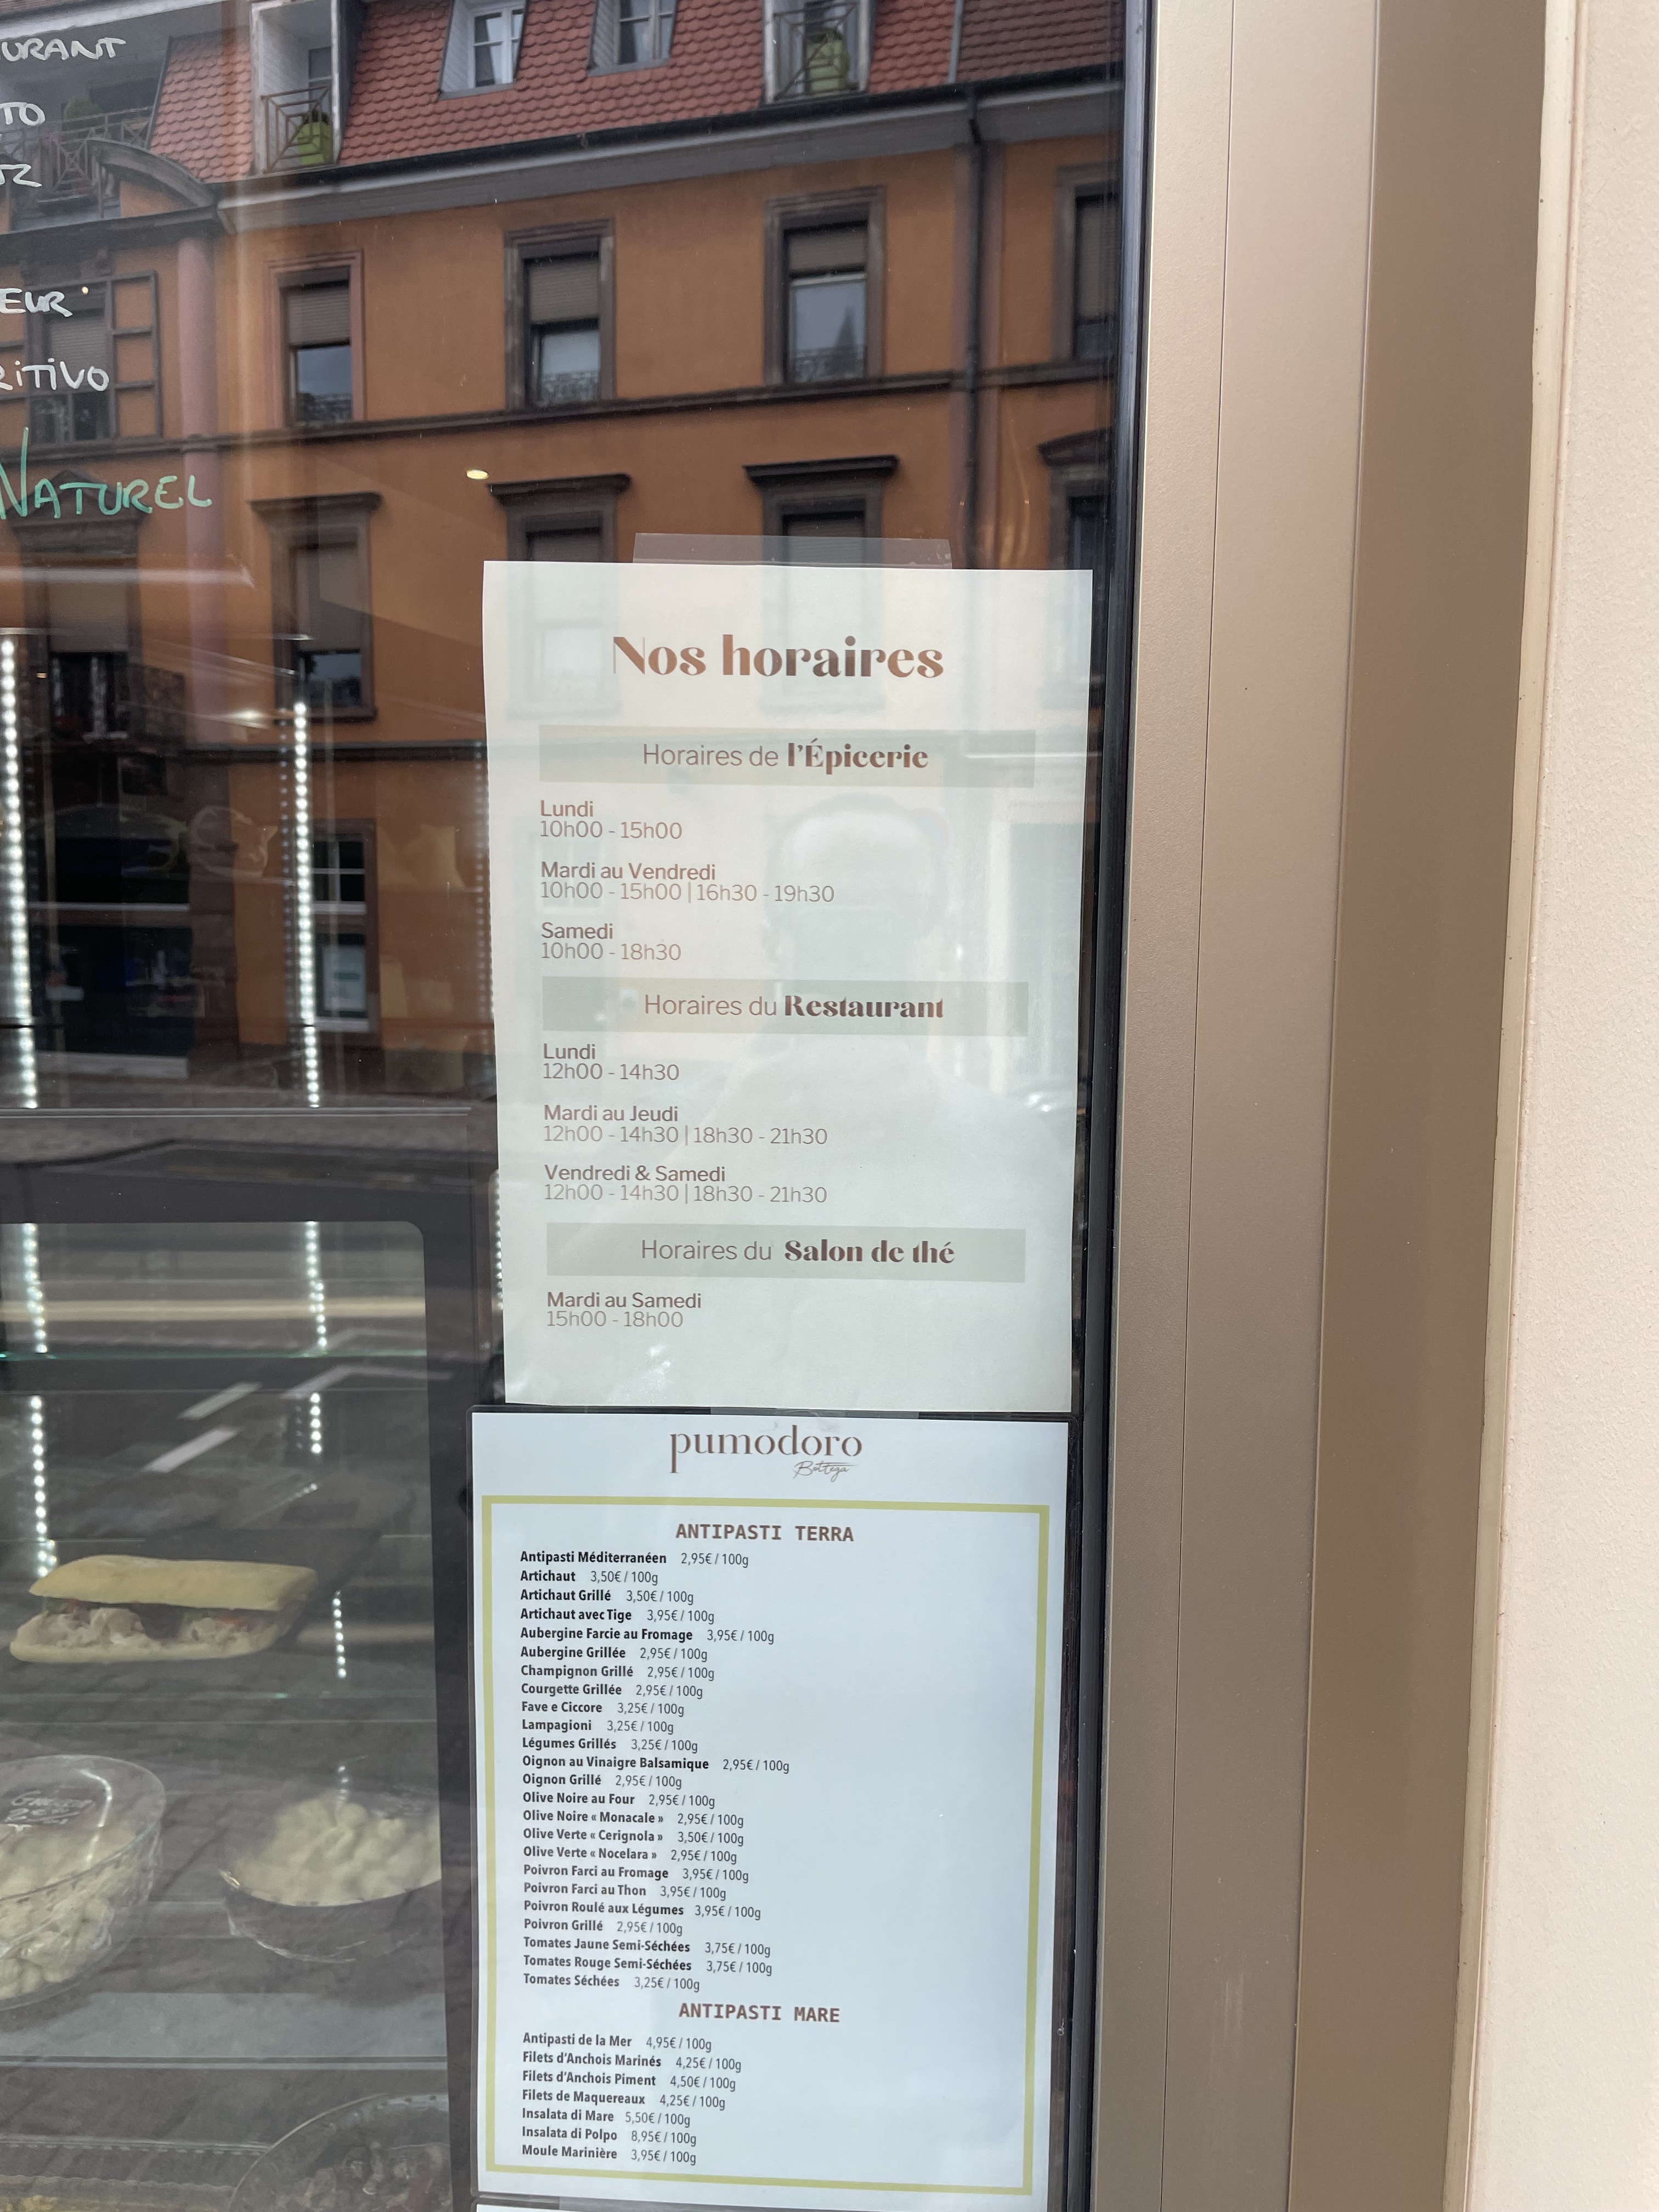 URANT
TO
EUR
RiTiVO
NATUREL
Nos horaires
Horaires de l'Épicerie
Lundi
10h00 - 15h00
Mardi au Vendredi
10h00 - 15h00 | 16h30 - 19h30
Samedi
10h00 - 18h30
Horaires du Restaurant
Lundi
12h00 - 14h30
Mardi au Jeudi
12h00 - 14h30 | 18h30 - 21h30
Vendredi & Samedi
12h00 - 14h30 | 18h30 - 21h30
Horaires du Salon de thé
Mardi au Samedi
15h00 - 18h00
pumodoro
Bottega
ANTIPASTI TERRA
Antipasti Méditerranéen 2,95€ / 100g
Artichaut 3,50€ / 100g
Artichaut Grillé 3,50€ / 100g
Artichaut avec Tige 3,95€ / 100g
Aubergine Farcie au Fromage 3,95€ / 100g
Aubergine Grillée 2,95€ / 100g
Champignon Grillé 2,95€ / 100g
Courgette Grillée 2,95€ / 100g
Fave e Ciccore 3,25€ / 100g
Lampagioni 3,25€ / 100g
Légumes Grillés 3,25€ / 100g
Oignon au Vinaigre Balsamique 2,95€ / 100g
Oignon Grillé 2,95€ / 100g
Olive Noire au Four 2,95€ / 100g
Olive Noire « Monacale » 2,95€ / 100g
Olive Verte « Cerignola » 3,50€ / 100g
Olive Verte « Nocelara » 2,95€ / 100g
Poivron Farci au Fromage 3,95€ / 100g
Poivron Farci au Thon 3,95€ / 100g
Poivron Roulé aux Légumes 3,95€ / 100g
Poivron Grillé 2,95€ / 100g
Tomates Jaune Semi-Séchées 3,75€ / 100g
Tomates Rouge Semi-Séchées 3,75€ / 100g
Tomates Séchées 3,25€ / 100g
ANTIPASTI MARE
Antipasti de la Mer 4,95€ / 100g
Filets d'Anchois Marinés 4,25€ / 100g
Filets d'Anchois Piment 4,50€ / 100g
Filets de Maquereaux 4,25€ / 100g
Insalata di Mare 5,50€ / 100g
Insalata di Polpo 8,95€ / 100g
Moule Marinière 3,95€ / 100g